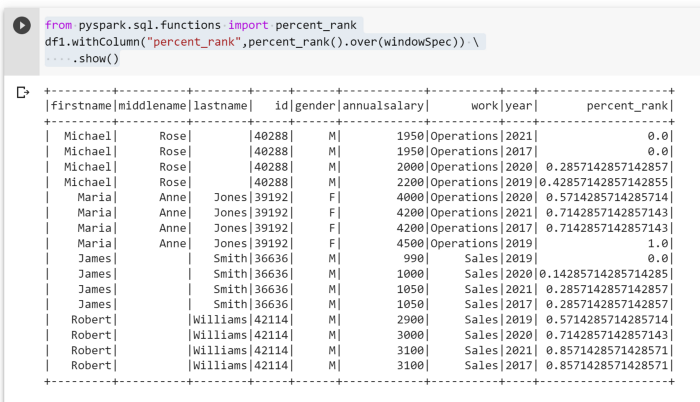 from pyspark.sql.functions import percent_rank
df1.withColumn("percent_rank",percent_rank().over(windowSpec)) \
    .show()
+---------+----------+--------+-----+------+------------+----------+----+-------------------+
|firstname|middlename|lastname|   id|gender|annualsalary|      work|year|       percent_rank|
+---------+----------+--------+-----+------+------------+----------+----+-------------------+
|  Michael|      Rose|        |40288|     M|        1950|Operations|2021|                0.0|
|  Michael|      Rose|        |40288|     M|        1950|Operations|2017|                0.0|
|  Michael|      Rose|        |40288|     M|        2000|Operations|2020| 0.2857142857142857|
|  Michael|      Rose|        |40288|     M|        2200|Operations|2019|0.42857142857142855|
|    Maria|      Anne|   Jones|39192|     F|        4000|Operations|2020| 0.5714285714285714|
|    Maria|      Anne|   Jones|39192|     F|        4200|Operations|2021| 0.7142857142857143|
|    Maria|      Anne|   Jones|39192|     F|        4200|Operations|2017| 0.7142857142857143|
|    Maria|      Anne|   Jones|39192|     F|        4500|Operations|2019|                1.0|
|    James|          |   Smith|36636|     M|         990|     Sales|2019|                0.0|
|    James|          |   Smith|36636|     M|        1000|     Sales|2020|0.14285714285714285|
|    James|          |   Smith|36636|     M|        1050|     Sales|2021| 0.2857142857142857|
|    James|          |   Smith|36636|     M|        1050|     Sales|2017| 0.2857142857142857|
|   Robert|          |Williams|42114|     M|        2900|     Sales|2019| 0.5714285714285714|
|   Robert|          |Williams|42114|     M|        3000|     Sales|2020| 0.7142857142857143|
|   Robert|          |Williams|42114|     M|        3100|     Sales|2021| 0.8571428571428571|
|   Robert|          |Williams|42114|     M|        3100|     Sales|2017| 0.8571428571428571|
+---------+----------+--------+-----+------+------------+----------+----+-------------------+